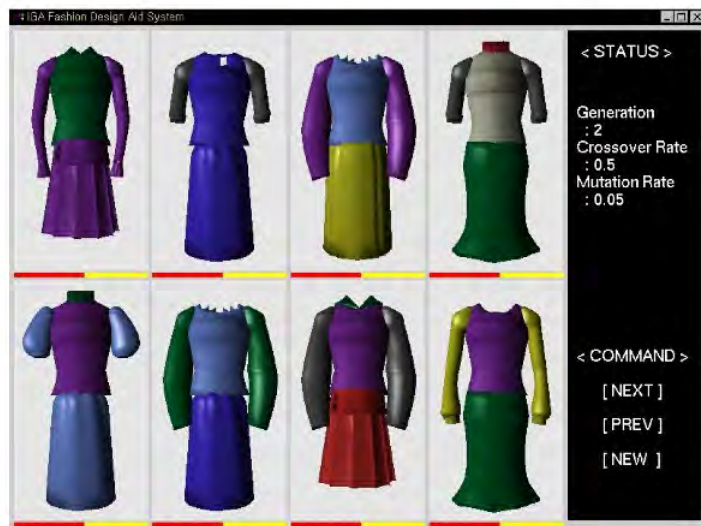 IGA Fashion Design Aid System
< STATUS >
Generation
: 2
Crossover Rate
: 0.5
Mutation Rate
: 0.05
< COMMAND >
[ NEXT ]
[ PREV ]
[ NEW ]